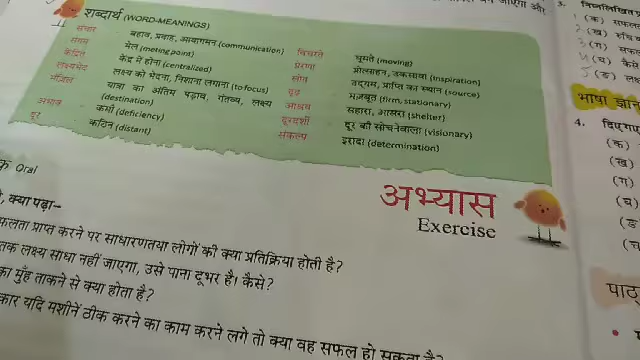 शब्दार्थ (WORD-MEANINGS)
संचार बहाव, प्रवाह, आवागमन (communication)
संगम मेल (meting point)
केंद्रित केंद्र में होना (centralized)
लक्ष्यभेद लक्ष्य को भेदना, निशाना लगाना (to focus)
मंज़िल यात्रा का अंतिम पड़ाव, गंतव्य, लक्ष्य
(destination)
अभाव कमी (deficiency)
कठिन (distant)
विचरते घूमते (moving)
प्रेरणा प्रोत्साहन, उकसाया (inspiration)
स्रोत उद्गम, प्राप्ति का स्थान (source)
दृढ़ मज़बूत (firm, stationary)
आश्रय सहारा, आसरा (shelter)
दूरदर्शी दूर की सोचनेवाला (visionary)
संकल्प इरादा (determination)
अभ्यास
Exercise
Oral
क्या पढ़ा—
प्राप्त करने पर साधारणतया लोगों की क्या प्रतिक्रिया होती है?
तक लक्ष्य साधा नहीं जाएगा, उसे पाना दूभर है। कैसे?
का मुँह ताकने से क्या होता है?
यदि मशीनें ठीक करने का काम करने लगे तो क्या वह सफल हो सकता है?
3.
(क)
(ख)
(ग)
(घ) कैसे
(ङ)
भाषा
4. दिए गए
(क)
(ख)
(ग)
(घ)
(ङ
(च